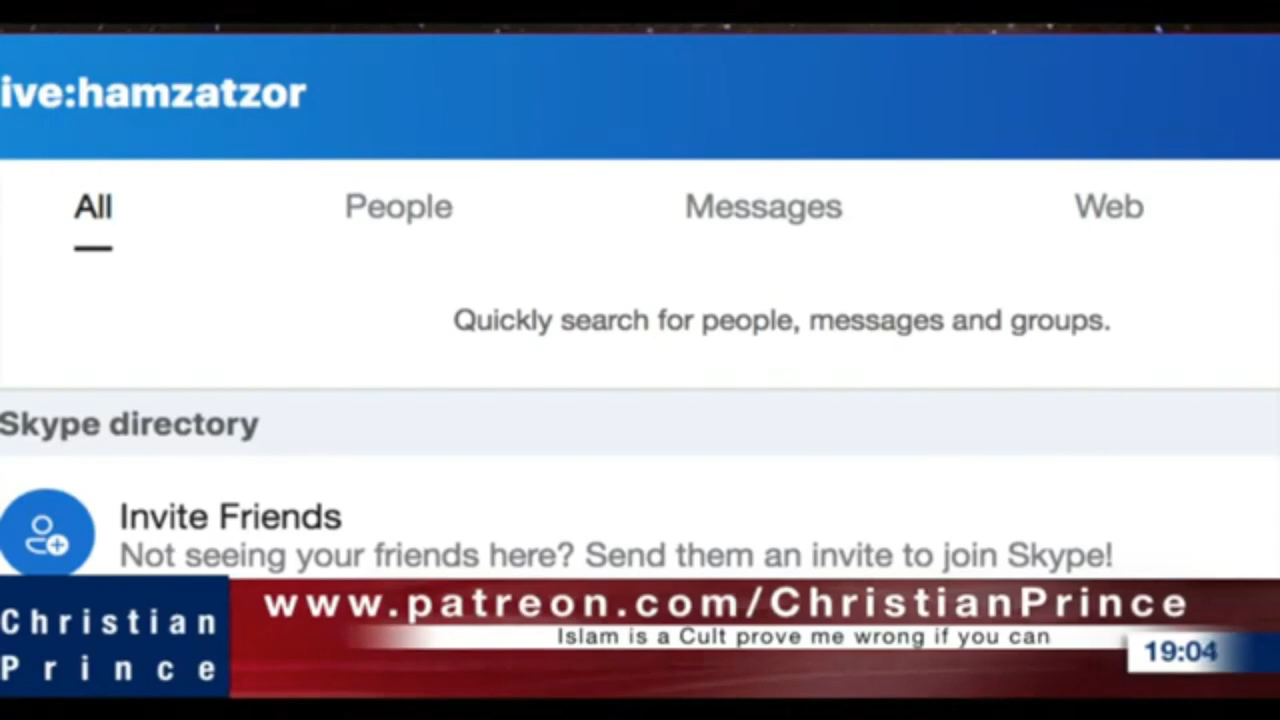 ive:hamzatzor
All People Messages Web
Quickly search for people, messages and groups.
Skype directory
Invite Friends
Not seeing your friends here? Send them an invite to join Skype!
Christian
Prince
www.patreon.com/ChristianPrince
Islam is a Cult prove me wrong if you can
19:04